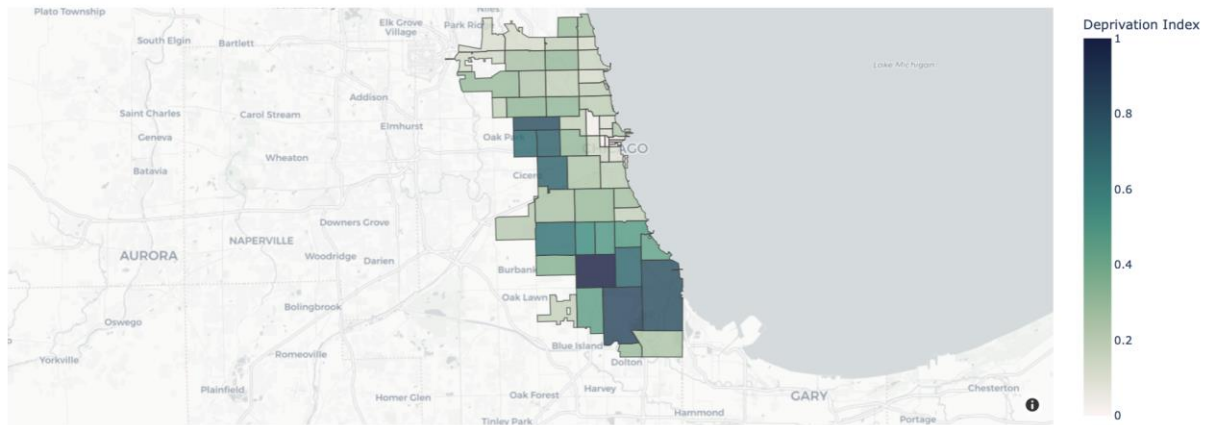 Plato Township
Niles
Elk Grove
Village
Park Ridge
South Elgin
Bartlett
Deprivation Index
1
Lake Michigan
0.8
Addison
Saint Charles
Carol Stream
Elmhurst
Geneva
Oak Park
Wheaton
Batavia
Cicero
0.6
Downers Grove
NAPERVILLE
AURORA
Woodridge
Darien
Burbank
0.4
Oak Lawn
Bolingbrook
Oswego
Blue Island
Yorkville
Romeoville
Dolton
0.2
Plainfield
Harvey
Chesterton
Homer Glen
Oak Forest
GARY
Hammond
Portage
Tinley Park
0